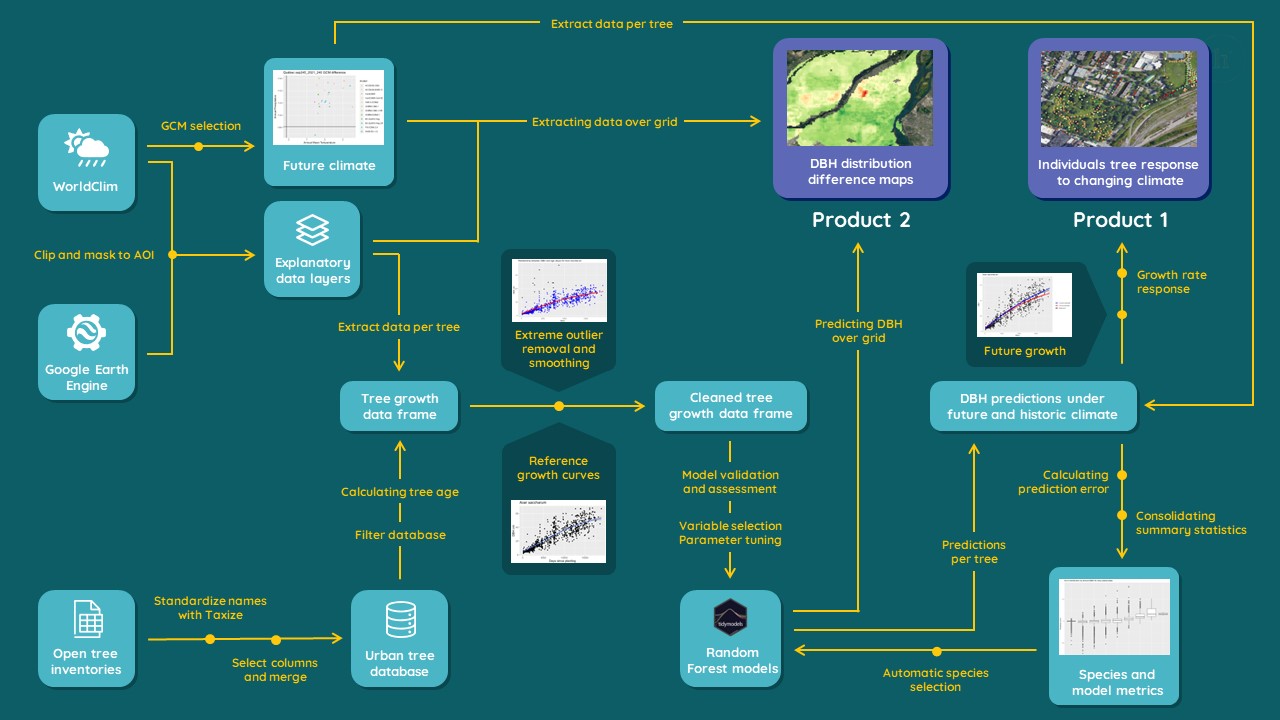 Extract data per tree
GCM selection
WorldClim
Future climate
Extracting data over grid
DBH distribution
difference maps
Product 2
Individuals tree response
to changing climate
Product 1
Clip and mask to AOI
Explanatory
data layers
Google Earth
Engine
Extract data per tree
Extreme outlier
removal and
smoothing
Predicting DBH
over grid
Future growth
Growth rate
response
Tree growth
data frame
Cleaned tree
growth data frame
DBH predictions under
future and historic climate
Reference
growth curves
Calculating tree age
Filter database
Model validation
and assessment
Variable selection
Parameter tuning
Calculating
prediction error
Consolidating
summary statistics
Predictions
per tree
Standardize names
with Taxize
Open tree
inventories
Select columns
and merge
Urban tree
database
tidymodels
Random
Forest models
Automatic species
selection
Species and
model metrics